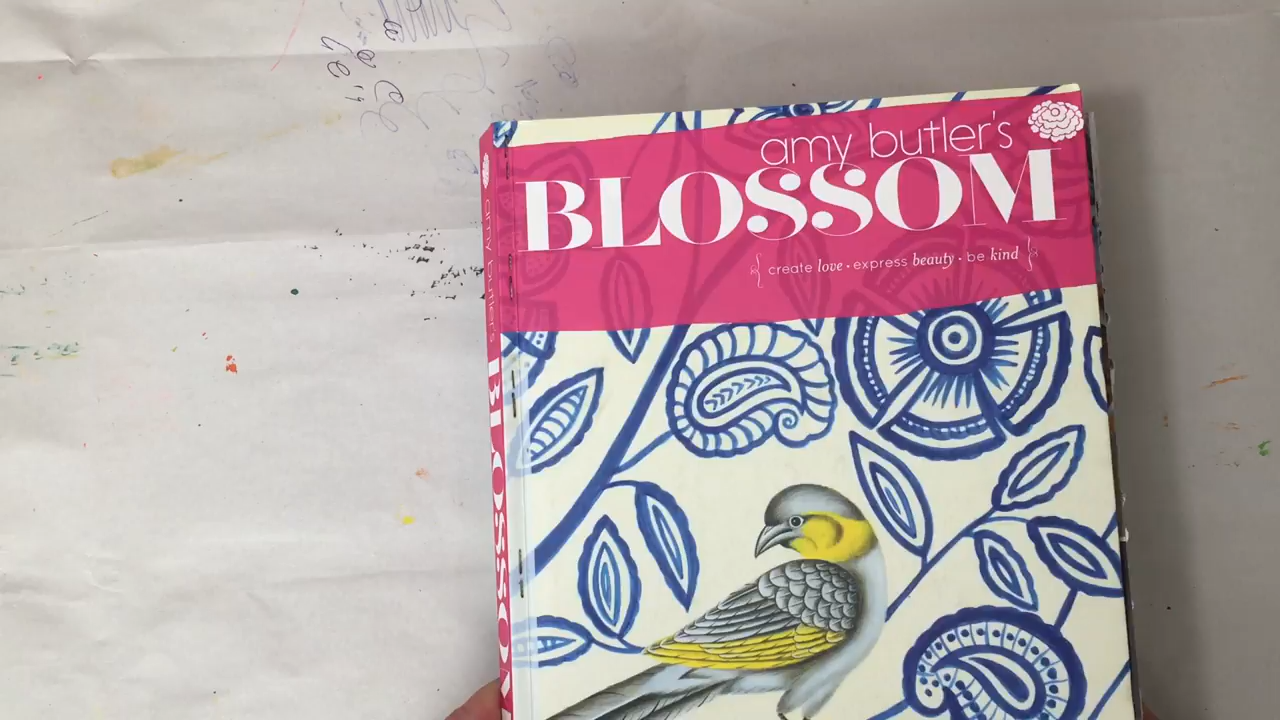 amy butler's
BLOSSOM
{ create love • express beauty • be kind }
amy butler's BLOSSOM